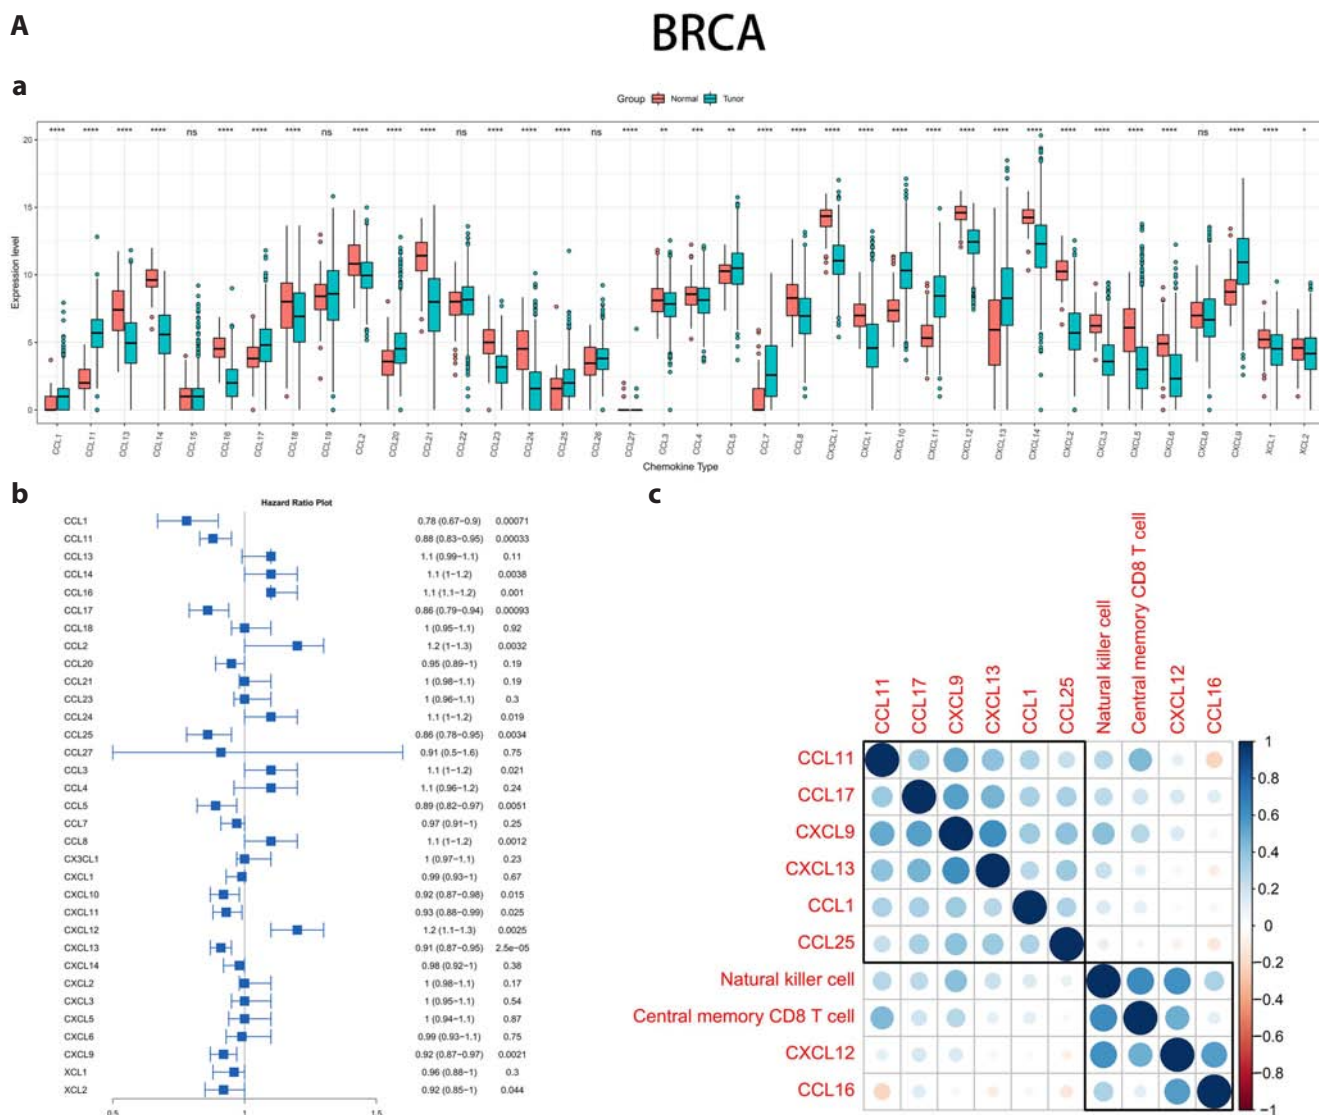 A
BRCA
a
Group Normal Tunor
**** **** **** **** ns **** **** **** ns **** **** **** ns **** **** **** ns **** ** *** ** **** **** **** **** **** **** **** **** **** **** **** **** **** ns **** **** *
Expression level
20
15
10
5
0
CCL1 CCL11 CCL13 CCL14 CCL15 CCL16 CCL17 CCL18 CCL19 CCL2 CCL20 CCL21 CCL22 CCL23 CCL24 CCL25 CCL26 CCL27 CCL3 CCL4 CCL5 CCL7 CCL8 CX3CL1 CXCL1 CXCL10 CXCL11 CXCL12 CXCL13 CXCL14 CXCL2 CXCL3 CXCL5 CXCL6 CXCL9 XCL1 XCL2
Chemokine Type
b
Hazard Ratio Plot
CCL1 0.78 (0.67−0.9) 0.00071
CCL11 0.88 (0.83−0.95) 0.00033
CCL13 1.1 (0.99−1.1) 0.11
CCL14 1.1 (1−1.2) 0.0038
CCL16 1.1 (1.1−1.2) 0.001
CCL17 0.86 (0.79−0.94) 0.00093
CCL18 1 (0.95−1.1) 0.92
CCL2 1.2 (1−1.3) 0.0032
CCL20 0.95 (0.89−1) 0.19
CCL21 1 (0.98−1.1) 0.19
CCL23 1 (0.96−1.1) 0.3
CCL24 1.1 (1−1.2) 0.019
CCL25 0.86 (0.78−0.95) 0.0034
CCL27 0.91 (0.5−1.6) 0.75
CCL3 1.1 (1−1.2) 0.021
CCL4 1.1 (0.96−1.2) 0.24
CCL5 0.89 (0.82−0.97) 0.0051
CCL7 0.97 (0.91−1) 0.25
CCL8 1.1 (1−1.2) 0.0012
CX3CL1 1 (0.97−1.1) 0.23
CXCL1 0.99 (0.93−1) 0.67
CXCL10 0.92 (0.87−0.98) 0.015
CXCL11 0.93 (0.88−0.99) 0.025
CXCL12 1.2 (1.1−1.3) 0.0025
CXCL13 0.91 (0.87−0.95) 2.5e−05
CXCL14 0.98 (0.92−1) 0.38
CXCL2 1 (0.98−1.1) 0.17
CXCL3 1 (0.95−1.1) 0.54
CXCL5 1 (0.94−1.1) 0.87
CXCL6 0.99 (0.93−1.1) 0.75
CXCL9 0.92 (0.87−0.97) 0.0021
XCL1 0.96 (0.88−1) 0.3
XCL2 0.92 (0.85−1) 0.044
0.5 1 1.5
c
CCL11 CCL17 CXCL9 CXCL13 CCL1 CCL25 Natural killer cell Central memory CD8 T cell CXCL12 CCL16
CCL11
CCL17
CXCL9
CXCL13
CCL1
CCL25
Natural killer cell
Central memory CD8 T cell
CXCL12
CCL16
1
0.8
0.6
0.4
0.2
0
−0.2
−0.4
−0.6
−0.8
−1